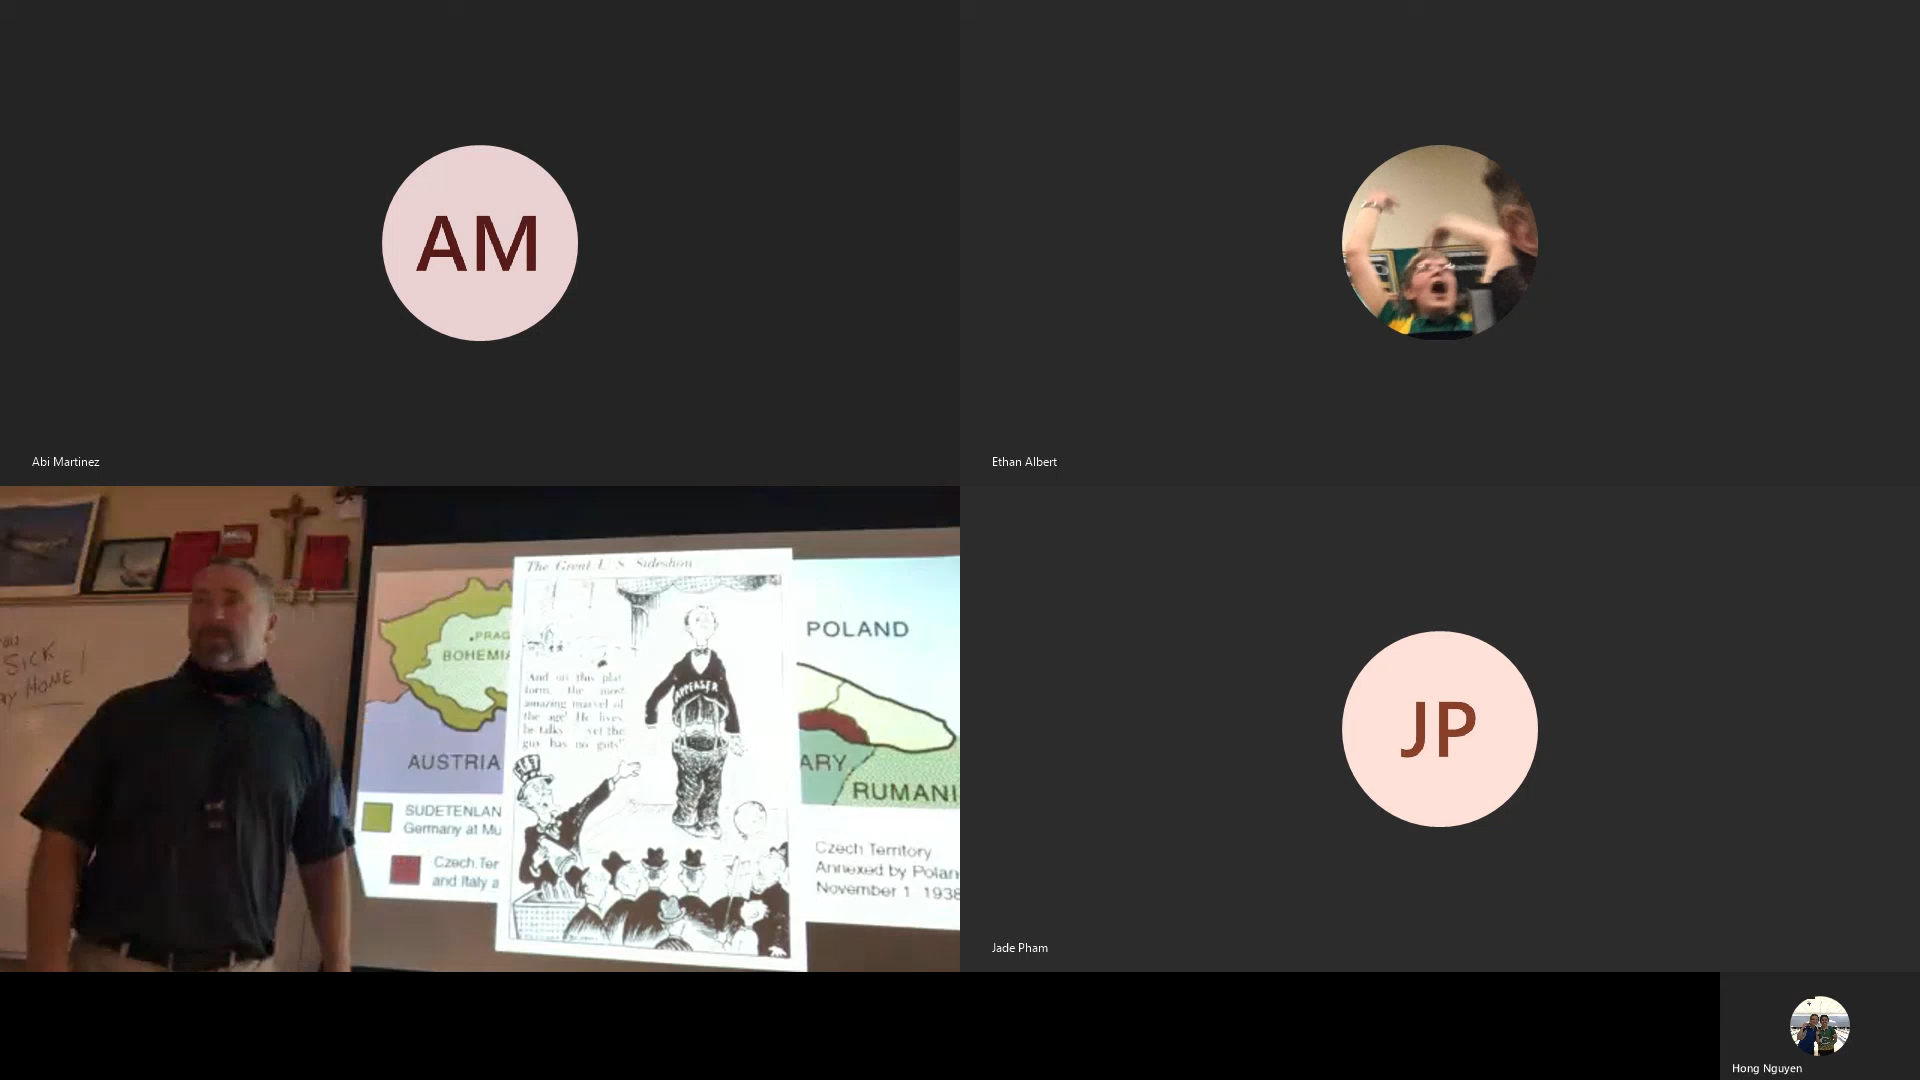 AM
Abi Martinez
Ethan Albert
SICK
HOME!
The Great U. S. Sideshow
And on this plat
form, the most
amazing marvel of
the age! He lives,
he talks yet the
guy has no guts!
APPEASER
PRAG
BOHEMIA
AUSTRIA
POLAND
ARY
RUMANI
SUDETENLAN
Germany at Mu
Czech Ter
and Italy a
Czech Territory
Annexed by Polan
November 1 1938
JP
Jade Pham
Hong Nguyen